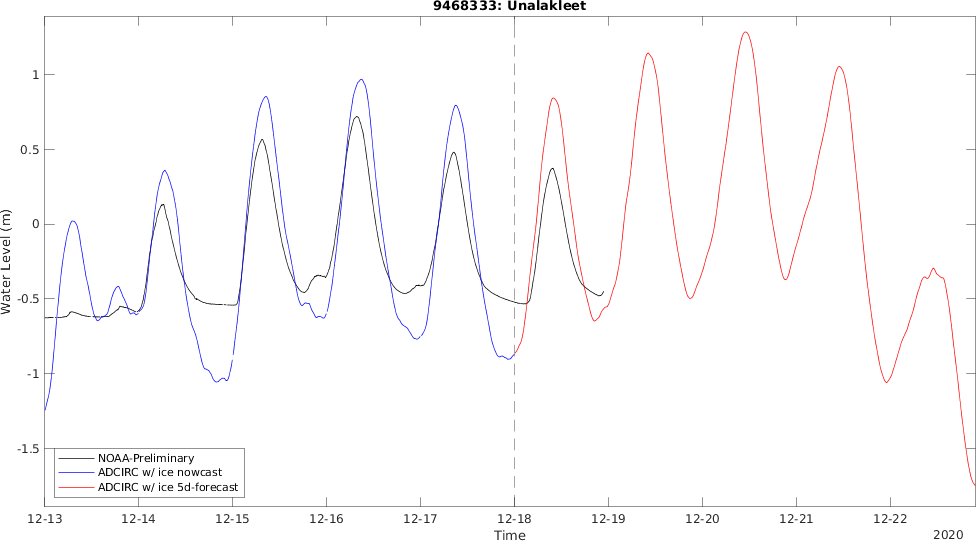 9468333: Unalakleet
1
0.5
0
-0.5
-1
-1.5
Water Level (m)
NOAA-Preliminary
ADCIRC w/ ice nowcast
ADCIRC w/ ice 5d-forecast
12-13 12-14 12-15 12-16 12-17 12-18 12-19 12-20 12-21 12-22
Time
2020